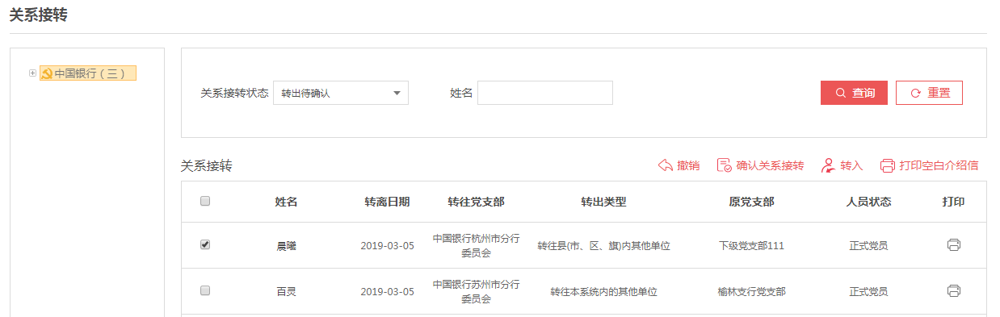 关系接转
中国银行（三）
关系接转状态 转出待确认 姓名 查询 重置
关系接转 撤销 确认关系接转 转入 打印空白介绍信
姓名 转离日期 转往党支部 转出类型 原党支部 人员状态 打印
晨曦 2019-03-05 中国银行杭州市分行委员会 转往县(市、区、旗)内其他单位 下级党支部111 正式党员
百灵 2019-03-05 中国银行苏州市分行委员会 转往本系统内的其他单位 榆林支行党支部 正式党员